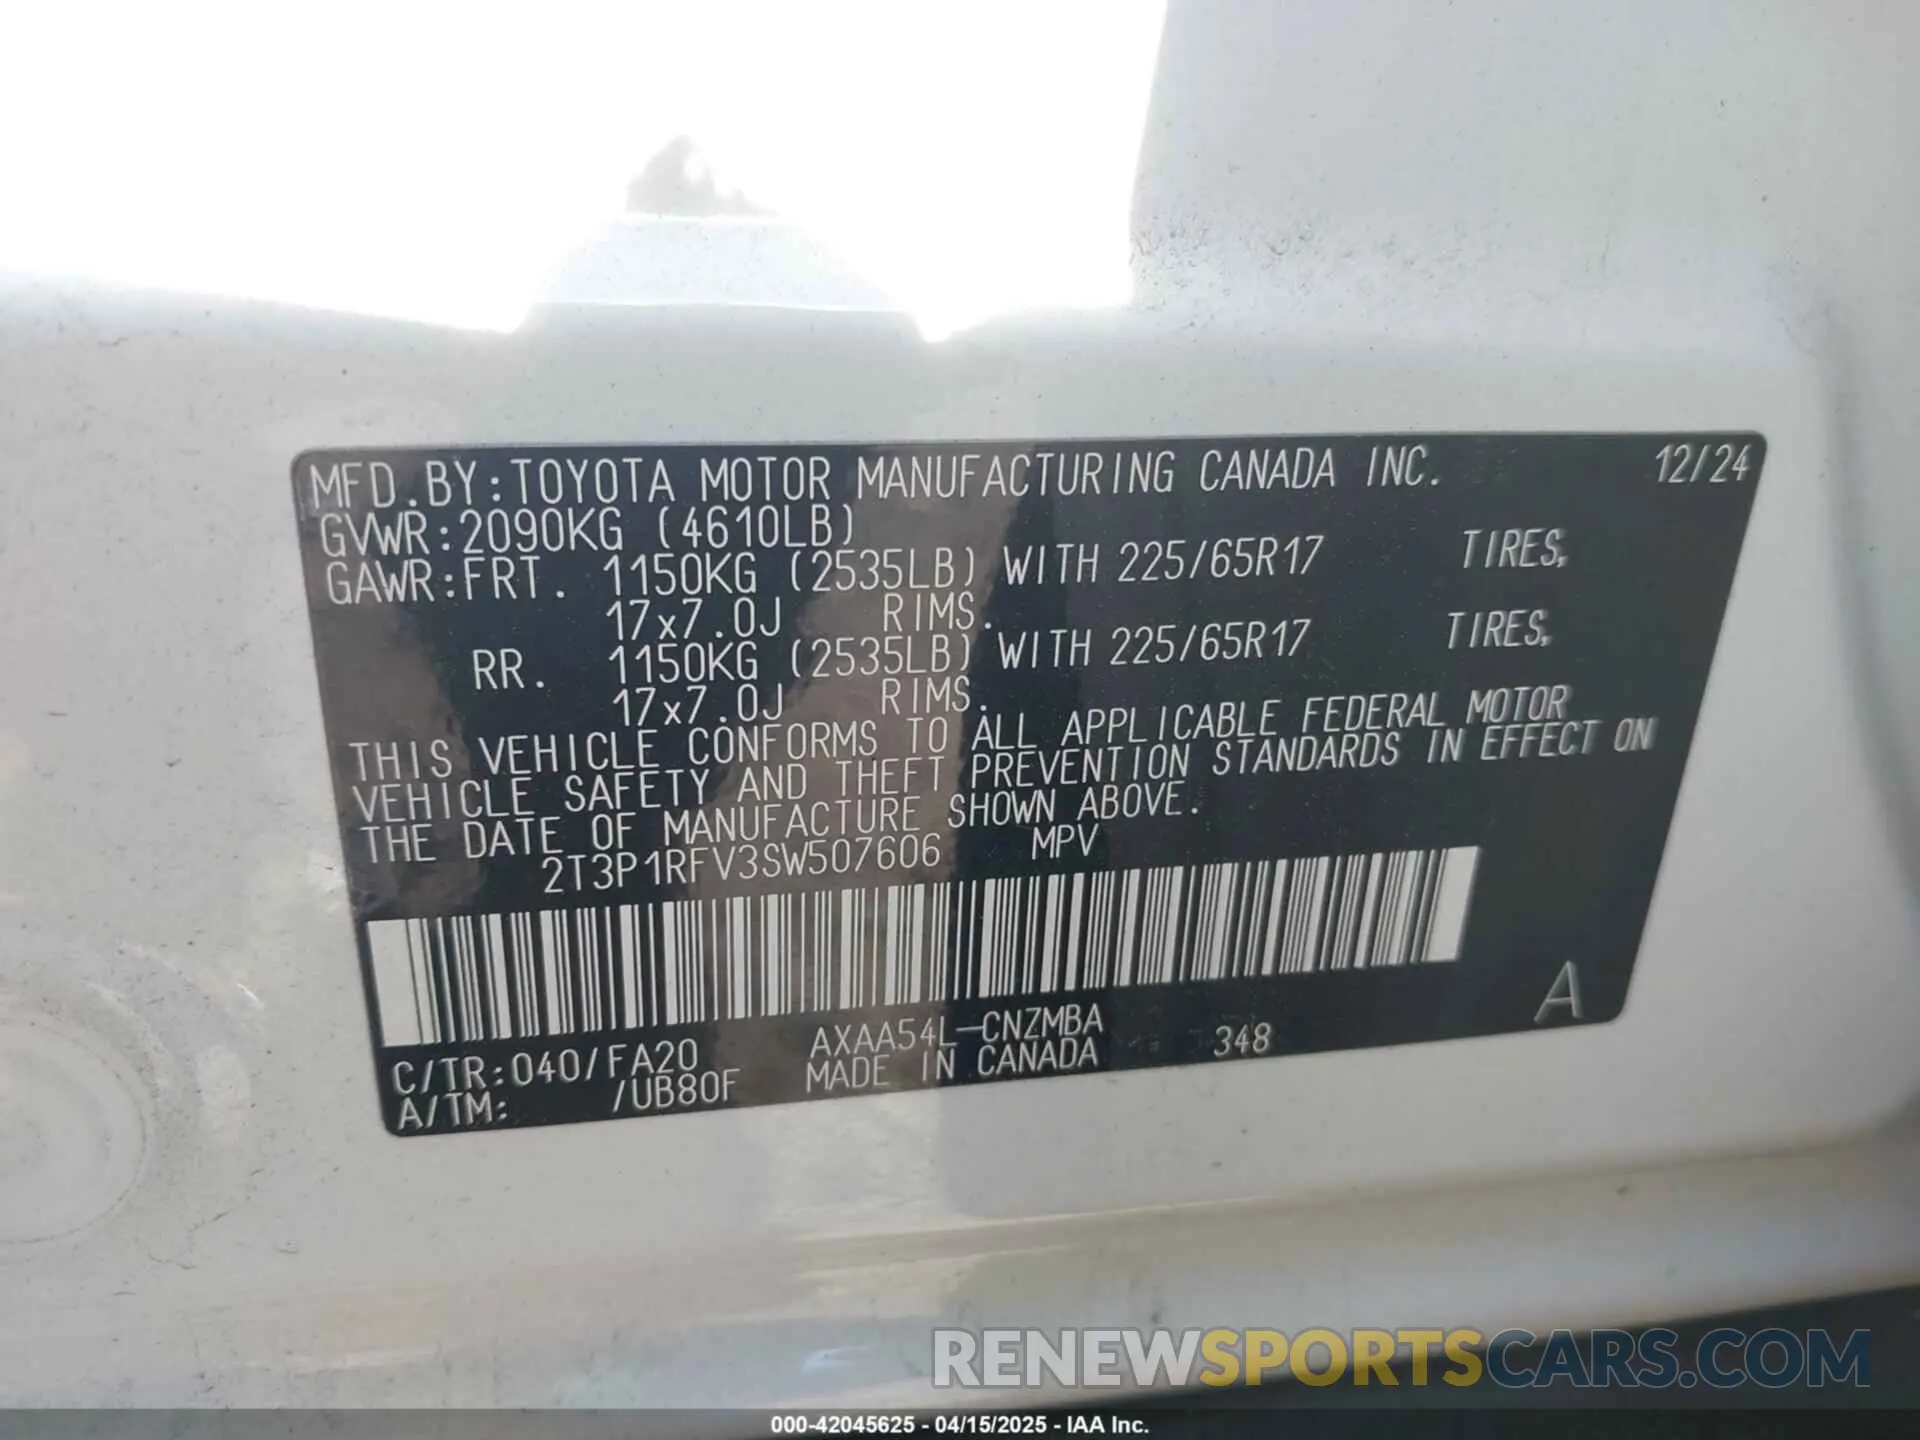 MFD.BY:TOYOTA MOTOR MANUFACTURING CANADA INC. 12/24
GVWR:2090KG (4610LB)
GAWR:FRT. 1150KG (2535LB) WITH 225/65R17 TIRES,
17x7.0J RIMS.
RR. 1150KG (2535LB) WITH 225/65R17 TIRES,
17x7.0J RIMS.
THIS VEHICLE CONFORMS TO ALL APPLICABLE FEDERAL MOTOR
VEHICLE SAFETY AND THEFT PREVENTION STANDARDS IN EFFECT ON
THE DATE OF MANUFACTURE SHOWN ABOVE.
2T3P1RFV3SW507606 MPV
C/TR:040/FA20 AXAA54L-CNZMBA 348 A
A/TM: /UB80F MADE IN CANADA
RENEWSPORTSCARS.COM
000-42045625 - 04/15/2025 - IAA Inc.